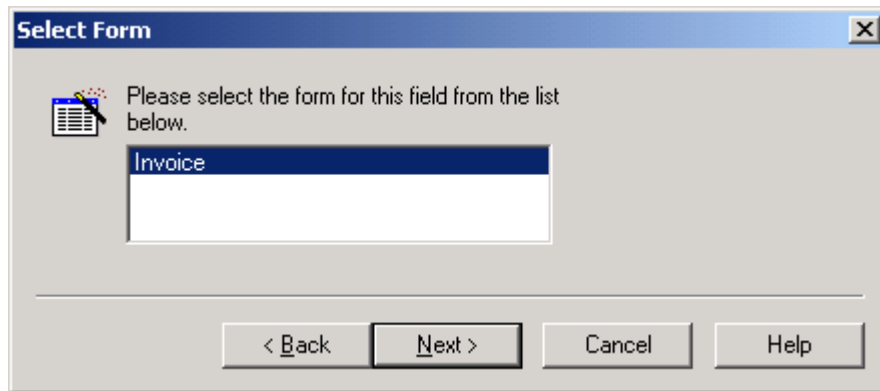 Select Form
Please select the form for this field from the list
below.
Invoice
< Back
Next >
Cancel
Help